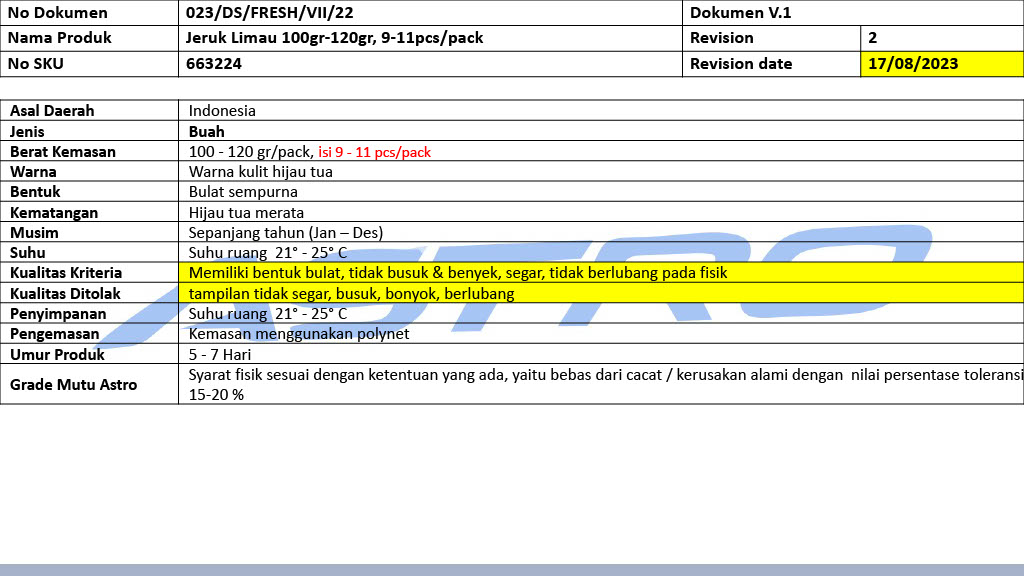 No Dokumen 023/DS/FRESH/VII/22 Dokumen V.1
Nama Produk Jeruk Limau 100gr-120gr, 9-11pcs/pack Revision 2
No SKU 663224 Revision date 17/08/2023
Asal Daerah Indonesia
Jenis Buah
Berat Kemasan 100 - 120 gr/pack, isi 9 - 11 pcs/pack
Warna Warna kulit hijau tua
Bentuk Bulat sempurna
Kematangan Hijau tua merata
Musim Sepanjang tahun (Jan – Des)
Suhu Suhu ruang  21° - 25° C
Kualitas Kriteria Memiliki bentuk bulat, tidak busuk & benyek, segar, tidak berlubang pada fisik
Kualitas Ditolak tampilan tidak segar, busuk, bonyok, berlubang
Penyimpanan Suhu ruang  21° - 25° C
Pengemasan Kemasan menggunakan polynet
Umur Produk 5 - 7 Hari
Grade Mutu Astro Syarat fisik sesuai dengan ketentuan yang ada, yaitu bebas dari cacat / kerusakan alami dengan  nilai persentase toleransi
15-20 %
ASTRO